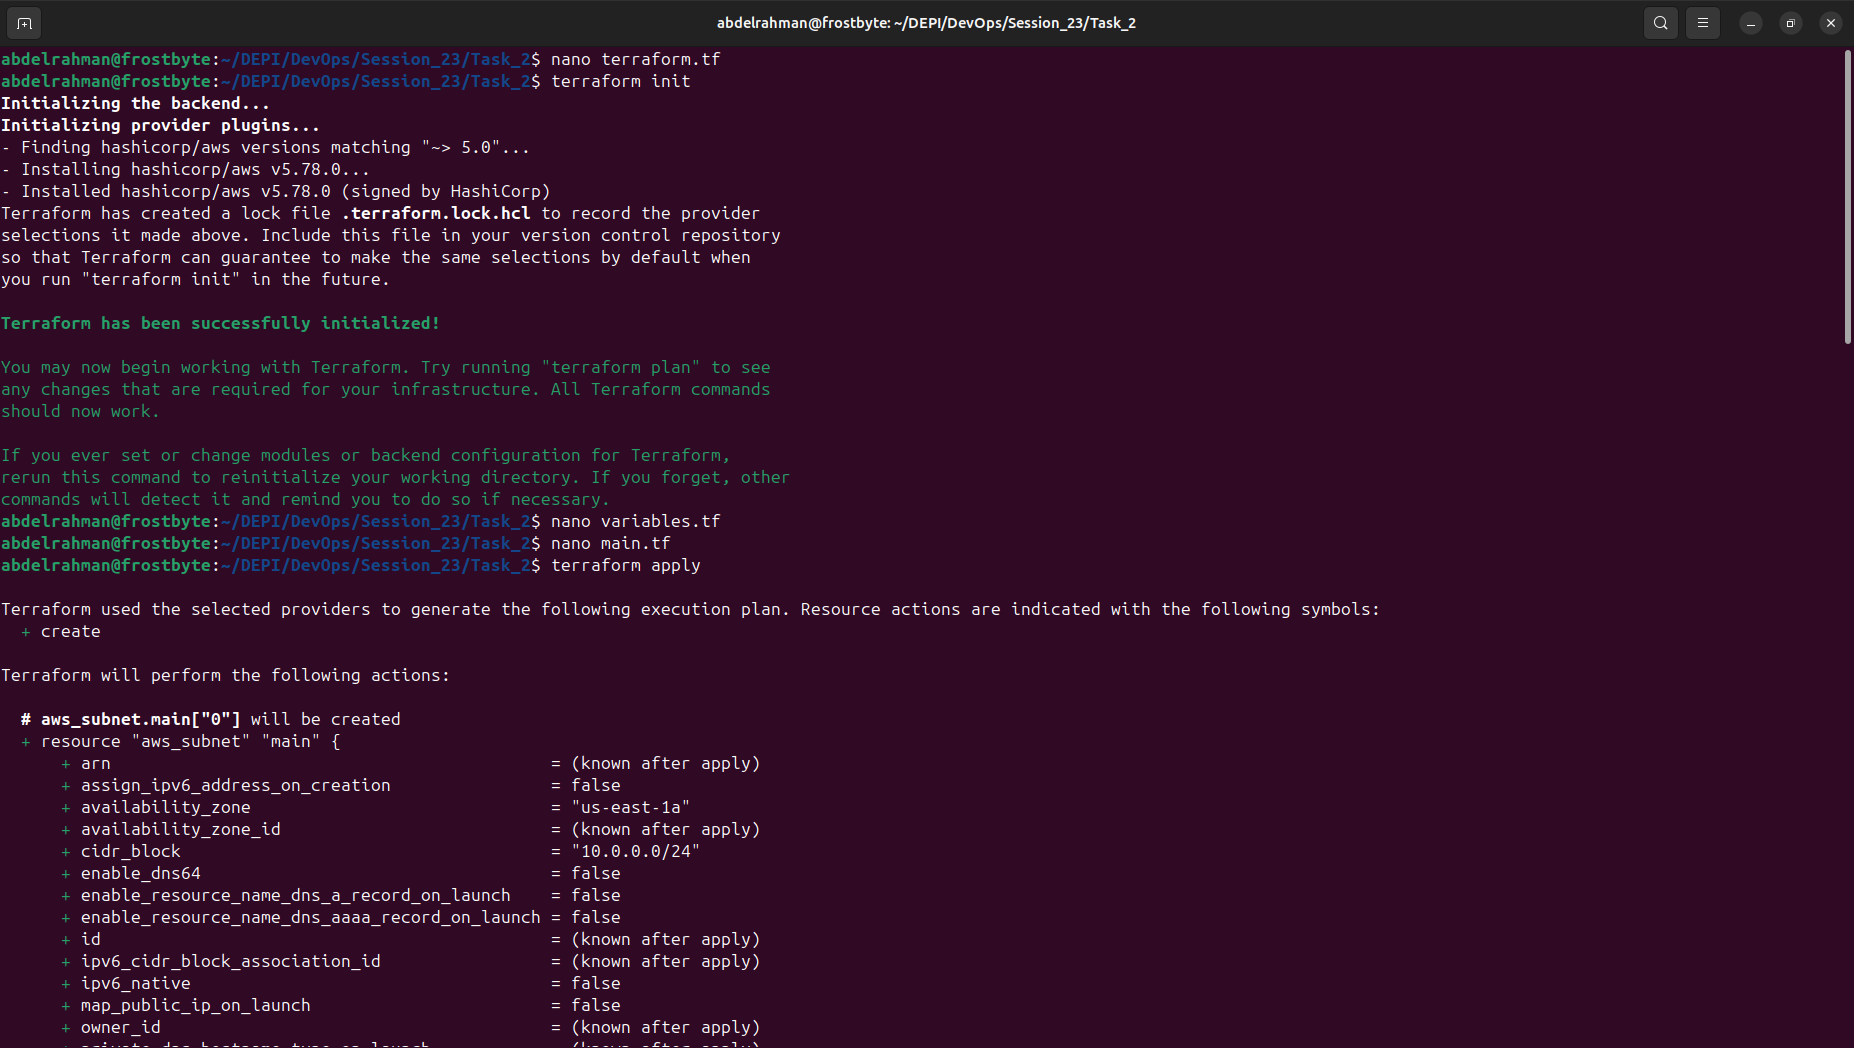 abdelrahman@frostbyte: ~/DEPI/DevOps/Session_23/Task_2
abdelrahman@frostbyte:~/DEPI/DevOps/Session_23/Task_2$ nano terraform.tf
abdelrahman@frostbyte:~/DEPI/DevOps/Session_23/Task_2$ terraform init
Initializing the backend...
Initializing provider plugins...
- Finding hashicorp/aws versions matching "~> 5.0"...
- Installing hashicorp/aws v5.78.0...
- Installed hashicorp/aws v5.78.0 (signed by HashiCorp)
Terraform has created a lock file .terraform.lock.hcl to record the provider
selections it made above. Include this file in your version control repository
so that Terraform can guarantee to make the same selections by default when
you run "terraform init" in the future.
Terraform has been successfully initialized!
You may now begin working with Terraform. Try running "terraform plan" to see
any changes that are required for your infrastructure. All Terraform commands
should now work.
If you ever set or change modules or backend configuration for Terraform,
rerun this command to reinitialize your working directory. If you forget, other
commands will detect it and remind you to do so if necessary.
abdelrahman@frostbyte:~/DEPI/DevOps/Session_23/Task_2$ nano variables.tf
abdelrahman@frostbyte:~/DEPI/DevOps/Session_23/Task_2$ nano main.tf
abdelrahman@frostbyte:~/DEPI/DevOps/Session_23/Task_2$ terraform apply
Terraform used the selected providers to generate the following execution plan. Resource actions are indicated with the following symbols:
+ create
Terraform will perform the following actions:
# aws_subnet.main["0"] will be created
+ resource "aws_subnet" "main" {
+ arn = (known after apply)
+ assign_ipv6_address_on_creation = false
+ availability_zone = "us-east-1a"
+ availability_zone_id = (known after apply)
+ cidr_block = "10.0.0.0/24"
+ enable_dns64 = false
+ enable_resource_name_dns_a_record_on_launch = false
+ enable_resource_name_dns_aaaa_record_on_launch = false
+ id = (known after apply)
+ ipv6_cidr_block_association_id = (known after apply)
+ ipv6_native = false
+ map_public_ip_on_launch = false
+ owner_id = (known after apply)
+ private_dns_hostname_type_on_launch = (known after apply)